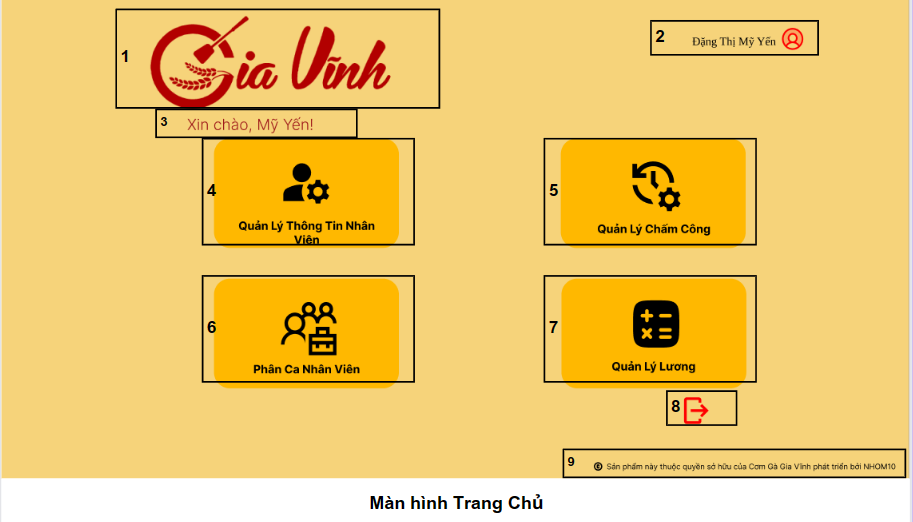 1
Gia Vĩnh
2
Đặng Thị Mỹ Yến
3
Xin chào, Mỹ Yến!
4
Quản Lý Thông Tin Nhân
Viên
5
Quản Lý Chấm Công
6
Phân Ca Nhân Viên
7
Quản Lý Lương
8
9
© Sản phẩm này thuộc quyền sở hữu của Cơm Gà Gia Vĩnh phát triển bởi NHOM10
Màn hình Trang Chủ